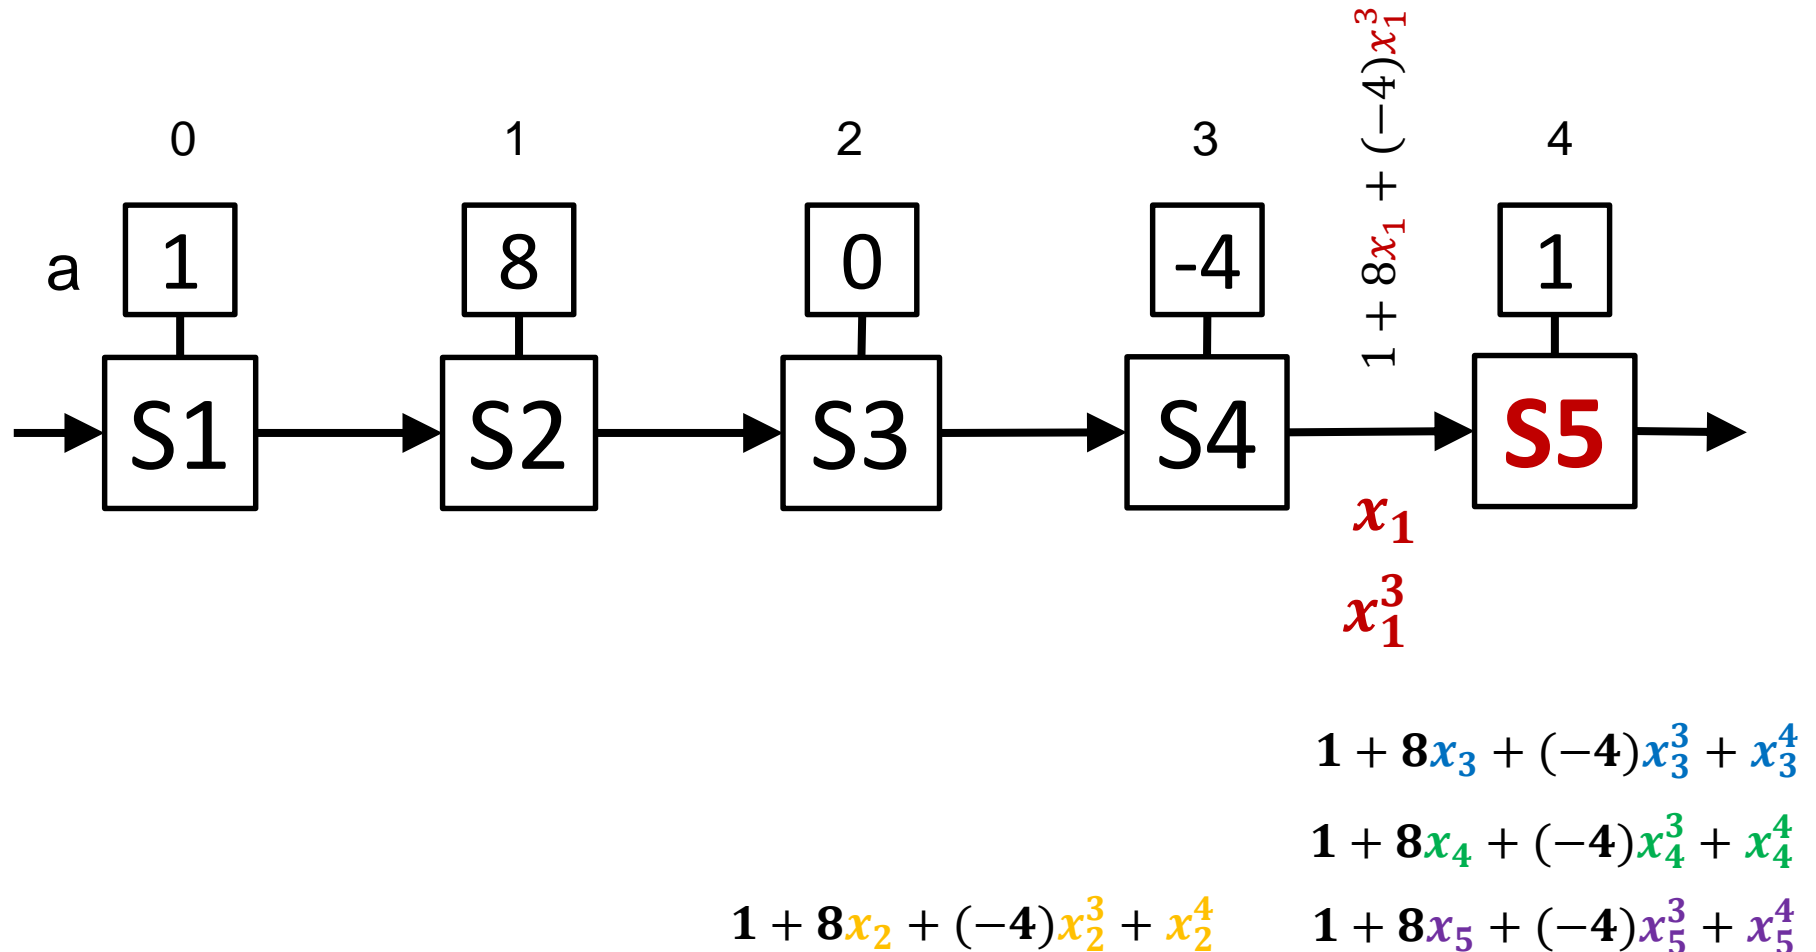 0 1 2 3 4
a 1 8 0 -4 1
S1 S2 S3 S4 S5
1 + 8x₁ + (−4)x₁³
x₁
x₁³
1 + 8x₃ + (−4)x₃³ + x₃⁴
1 + 8x₄ + (−4)x₄³ + x₄⁴
1 + 8x₂ + (−4)x₂³ + x₂⁴
1 + 8x₅ + (−4)x₅³ + x₅⁴